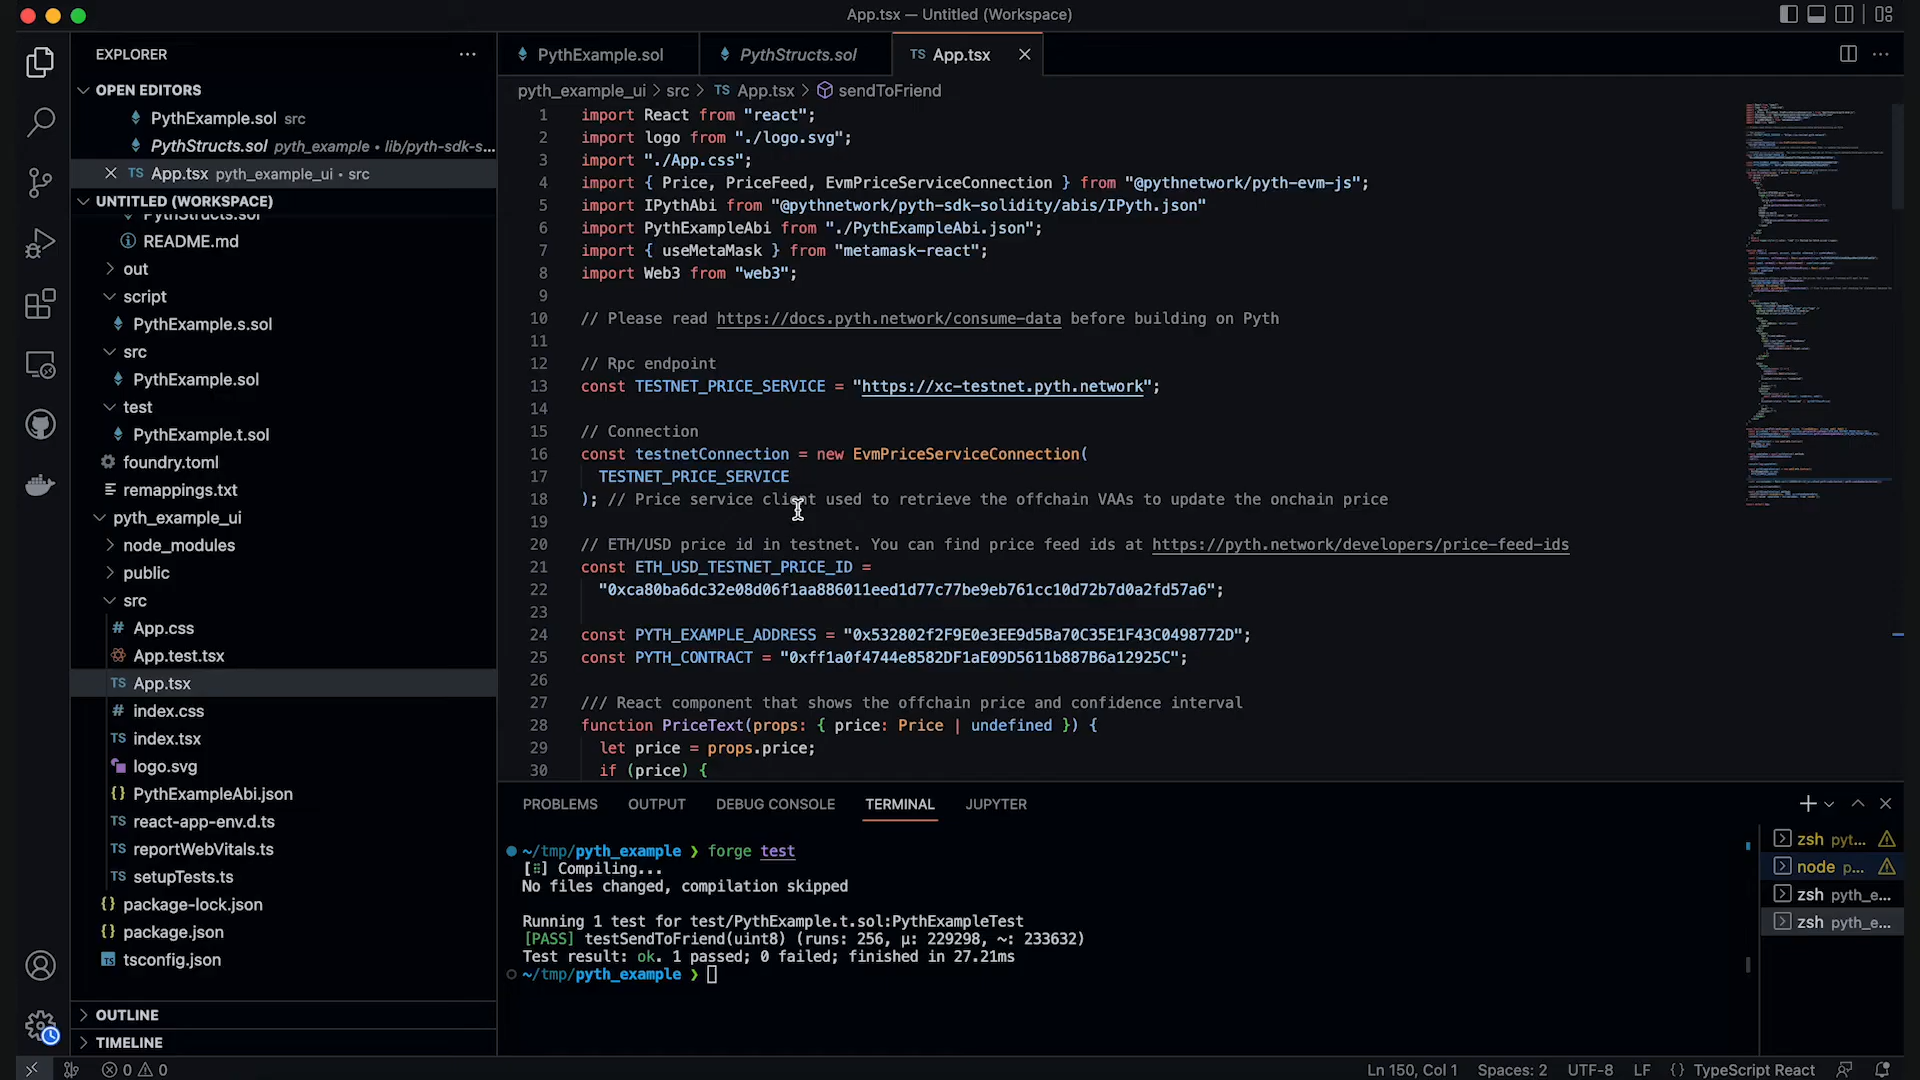 App.tsx — Untitled (Workspace)
EXPLORER
OPEN EDITORS
PythExample.sol src
PythStructs.sol pyth_example • lib/pyth-sdk-s...
TS App.tsx pyth_example_ui • src
UNTITLED (WORKSPACE)
PythStructs.sol
README.md
out
script
PythExample.s.sol
src
PythExample.sol
test
PythExample.t.sol
foundry.toml
remappings.txt
pyth_example_ui
node_modules
public
src
# App.css
App.test.tsx
TS App.tsx
# index.css
TS index.tsx
logo.svg
{} PythExampleAbi.json
TS react-app-env.d.ts
TS reportWebVitals.ts
TS setupTests.ts
{} package-lock.json
{} package.json
TS tsconfig.json
OUTLINE
TIMELINE
PythExample.sol
PythStructs.sol
TS App.tsx
pyth_example_ui > src > TS App.tsx > sendToFriend
1 import React from "react";
2 import logo from "./logo.svg";
3 import "./App.css";
4 import { Price, PriceFeed, EvmPriceServiceConnection } from "@pythnetwork/pyth-evm-js";
5 import IPythAbi from "@pythnetwork/pyth-sdk-solidity/abis/IPyth.json"
6 import PythExampleAbi from "./PythExampleAbi.json";
7 import { useMetaMask } from "metamask-react";
8 import Web3 from "web3";
9
10 // Please read https://docs.pyth.network/consume-data before building on Pyth
11
12 // Rpc endpoint
13 const TESTNET_PRICE_SERVICE = "https://xc-testnet.pyth.network";
14
15 // Connection
16 const testnetConnection = new EvmPriceServiceConnection(
17 TESTNET_PRICE_SERVICE
18 ); // Price service client used to retrieve the offchain VAAs to update the onchain price
19
20 // ETH/USD price id in testnet. You can find price feed ids at https://pyth.network/developers/price-feed-ids
21 const ETH_USD_TESTNET_PRICE_ID =
22 "0xca80ba6dc32e08d06f1aa886011eed1d77c77be9eb761cc10d72b7d0a2fd57a6";
23
24 const PYTH_EXAMPLE_ADDRESS = "0x532802f2F9E0e3EE9d5Ba70C35E1F43C0498772D";
25 const PYTH_CONTRACT = "0xff1a0f4744e8582DF1aE09D5611b887B6a12925C";
26
27 /// React component that shows the offchain price and confidence interval
28 function PriceText(props: { price: Price | undefined }) {
29 let price = props.price;
30 if (price) {
PROBLEMS OUTPUT DEBUG CONSOLE TERMINAL JUPYTER
~/tmp/pyth_example ❯ forge test
[⠿] Compiling...
No files changed, compilation skipped
Running 1 test for test/PythExample.t.sol:PythExampleTest
[PASS] testSendToFriend(uint8) (runs: 256, μ: 229298, ~: 233632)
Test result: ok. 1 passed; 0 failed; finished in 27.21ms
~/tmp/pyth_example ❯
zsh pyt...
node p...
zsh pyth_e...
zsh pyth_e...
0 0
Ln 150, Col 1 Spaces: 2 UTF-8 LF {} TypeScript React